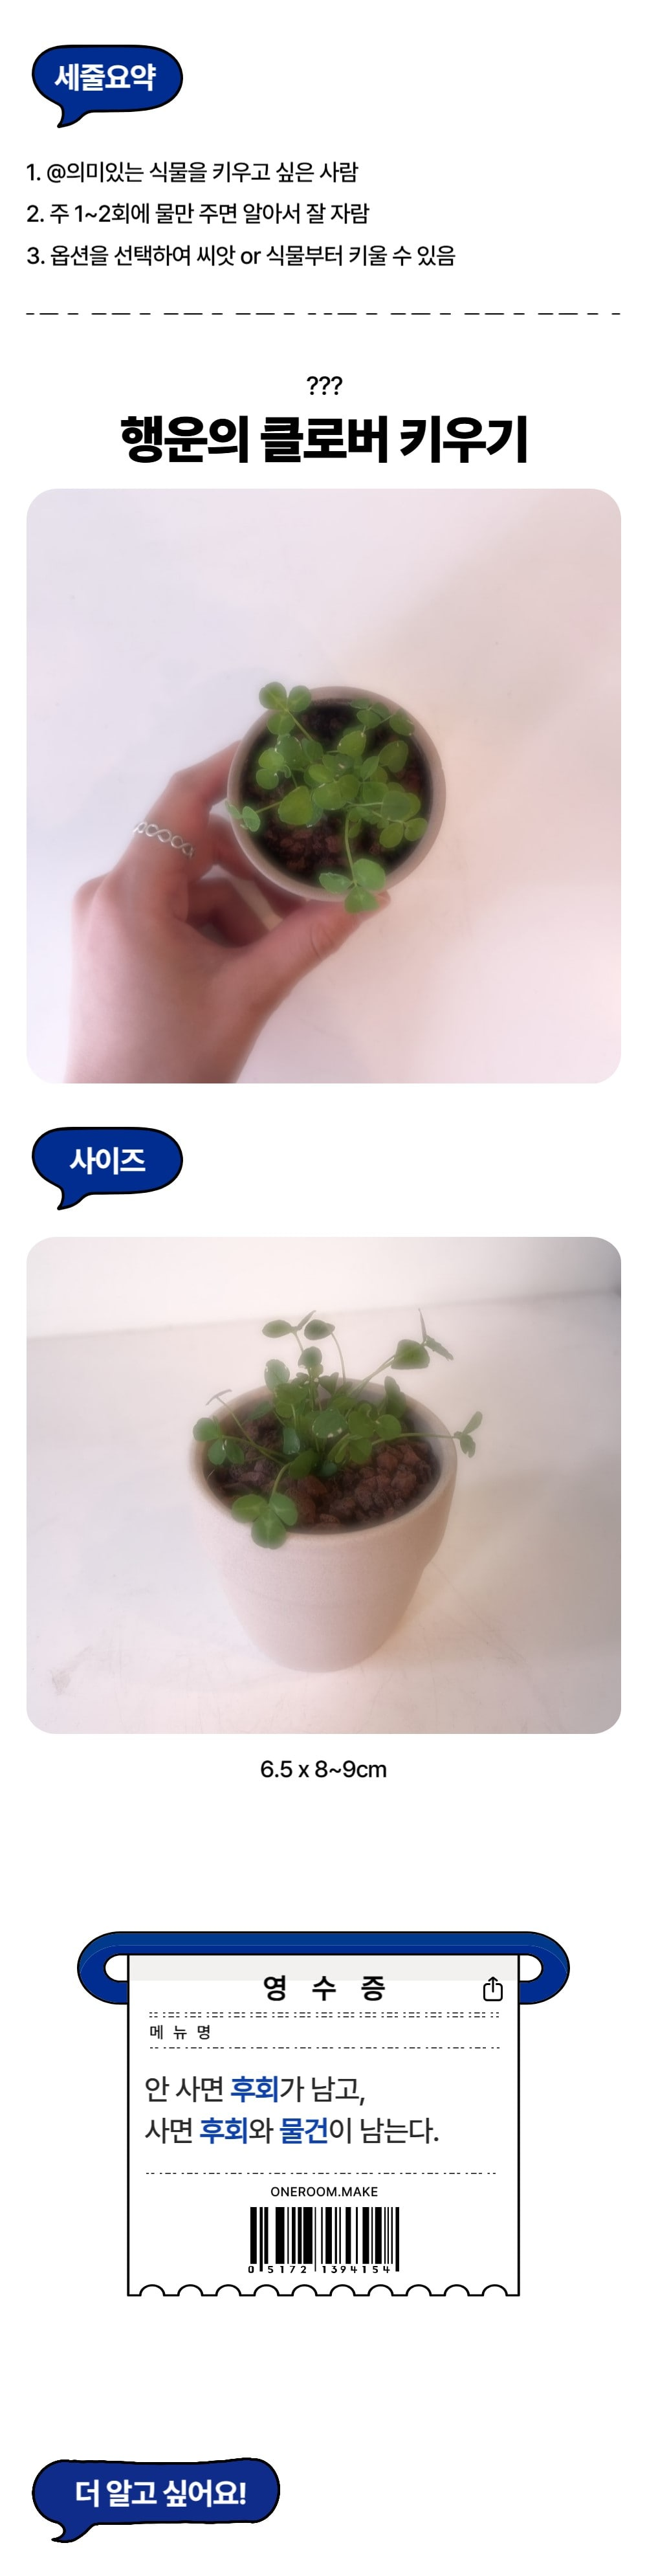 세줄요약
1. @의미있는 식물을 키우고 싶은 사람
2. 주 1~2회에 물만 주면 알아서 잘 자람
3. 옵션을 선택하여 씨앗 or 식물부터 키울 수 있음
???
행운의 클로버 키우기
사이즈
6.5 x 8~9cm
영 수 증
메 뉴 명
안 사면 후회가 남고,
사면 후회와 물건이 남는다.
ONEROOM.MAKE
0 5172 1394154
더 알고 싶어요!